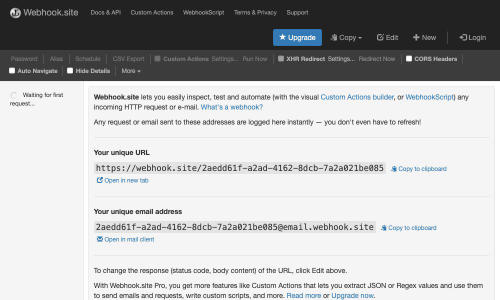 Webhook.site Docs & API Custom Actions WebhookScript Terms & Privacy Support
Upgrade Copy Edit New Login
Password Alias Schedule CSV Export Custom Actions Settings... Run Now XHR Redirect Settings... Redirect Now CORS Headers
Auto Navigate Hide Details More
Waiting for first
request...
Webhook.site lets you easily inspect, test and automate (with the visual Custom Actions builder, or WebhookScript) any
incoming HTTP request or e-mail. What's a webhook?
Any request or email sent to these addresses are logged here instantly — you don't even have to refresh!
Your unique URL
https://webhook.site/2aedd61f-a2ad-4162-8dcb-7a2a021be085 Copy to clipboard
Open in new tab
Your unique email address
2aedd61f-a2ad-4162-8dcb-7a2a021be085@email.webhook.site Copy to clipboard
Open in mail client
To change the response (status code, body content) of the URL, click Edit above.
With Webhook.site Pro, you get more features like Custom Actions that lets you extract JSON or Regex values and use them
to send emails and requests, write custom scripts, and more. Read more or Upgrade now.